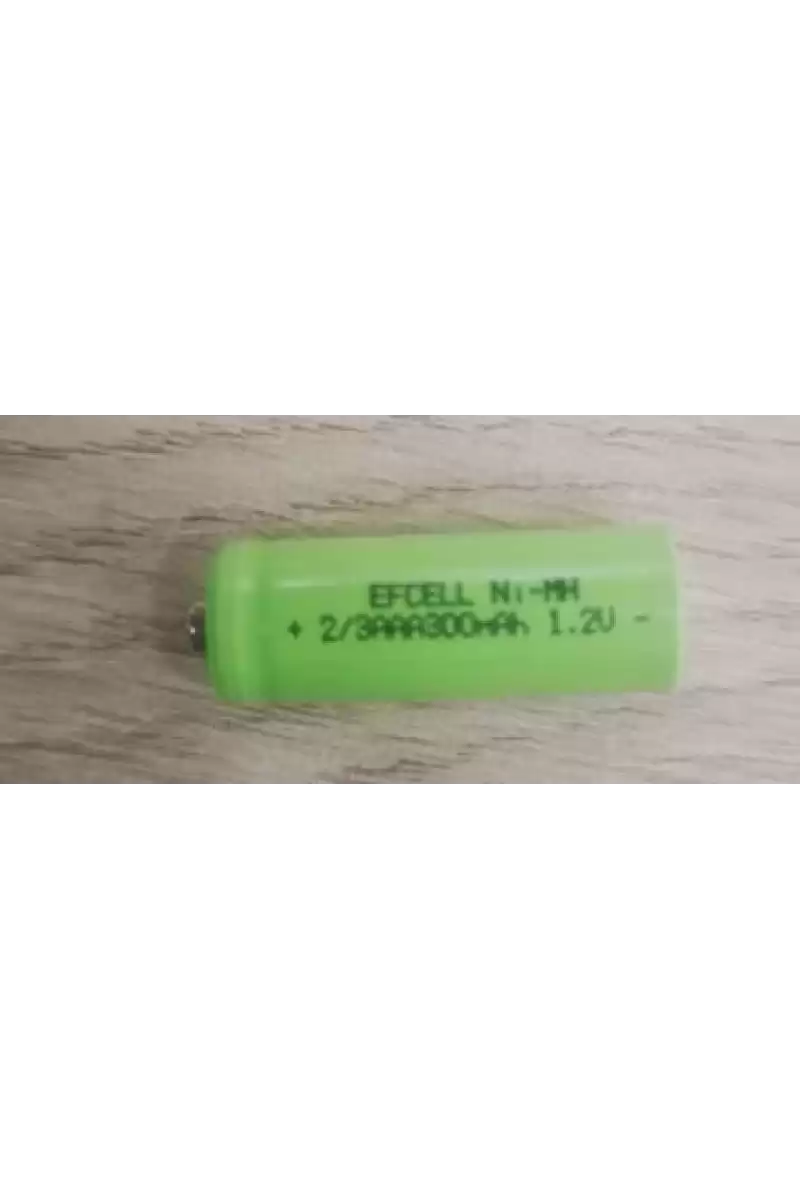 EFCELL Ni-MH
+ 2/3AAA300mAh 1.2V -